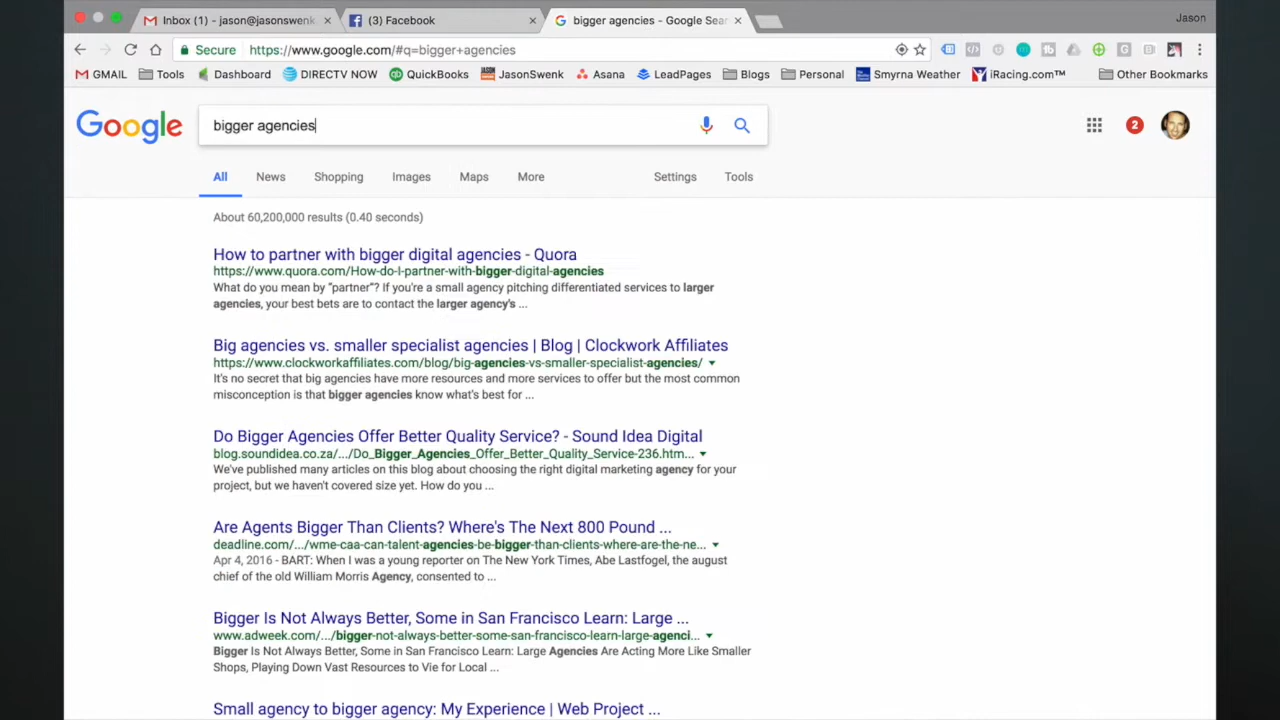 Inbox (1) - jason@jasonswenk
(3) Facebook
bigger agencies - Google Sear
Jason
Secure https://www.google.com/#q=bigger+agencies
GMAIL Tools Dashboard DIRECTV NOW QuickBooks JasonSwenk Asana LeadPages Blogs Personal Smyrna Weather iRacing.com™ Other Bookmarks
Google
bigger agencies
2
All News Shopping Images Maps More Settings Tools
About 60,200,000 results (0.40 seconds)
How to partner with bigger digital agencies - Quora
https://www.quora.com/How-do-I-partner-with-bigger-digital-agencies
What do you mean by “partner”? If you're a small agency pitching differentiated services to larger
agencies, your best bets are to contact the larger agency's ...
Big agencies vs. smaller specialist agencies | Blog | Clockwork Affiliates
https://www.clockworkaffiliates.com/blog/big-agencies-vs-smaller-specialist-agencies/
It's no secret that big agencies have more resources and more services to offer but the most common
misconception is that bigger agencies know what's best for ...
Do Bigger Agencies Offer Better Quality Service? - Sound Idea Digital
blog.soundidea.co.za/.../Do_Bigger_Agencies_Offer_Better_Quality_Service-236.htm...
We've published many articles on this blog about choosing the right digital marketing agency for your
project, but we haven't covered size yet. How do you ...
Are Agents Bigger Than Clients? Where's The Next 800 Pound ...
deadline.com/.../wme-caa-can-talent-agencies-be-bigger-than-clients-where-are-the-ne...
Apr 4, 2016 - BART: When I was a young reporter on The New York Times, Abe Lastfogel, the august
chief of the old William Morris Agency, consented to ...
Bigger Is Not Always Better, Some in San Francisco Learn: Large ...
www.adweek.com/.../bigger-not-always-better-some-san-francisco-learn-large-agenci...
Bigger Is Not Always Better, Some in San Francisco Learn: Large Agencies Are Acting More Like Smaller
Shops, Playing Down Vast Resources to Vie for Local ...
Small agency to bigger agency: My Experience | Web Project ...